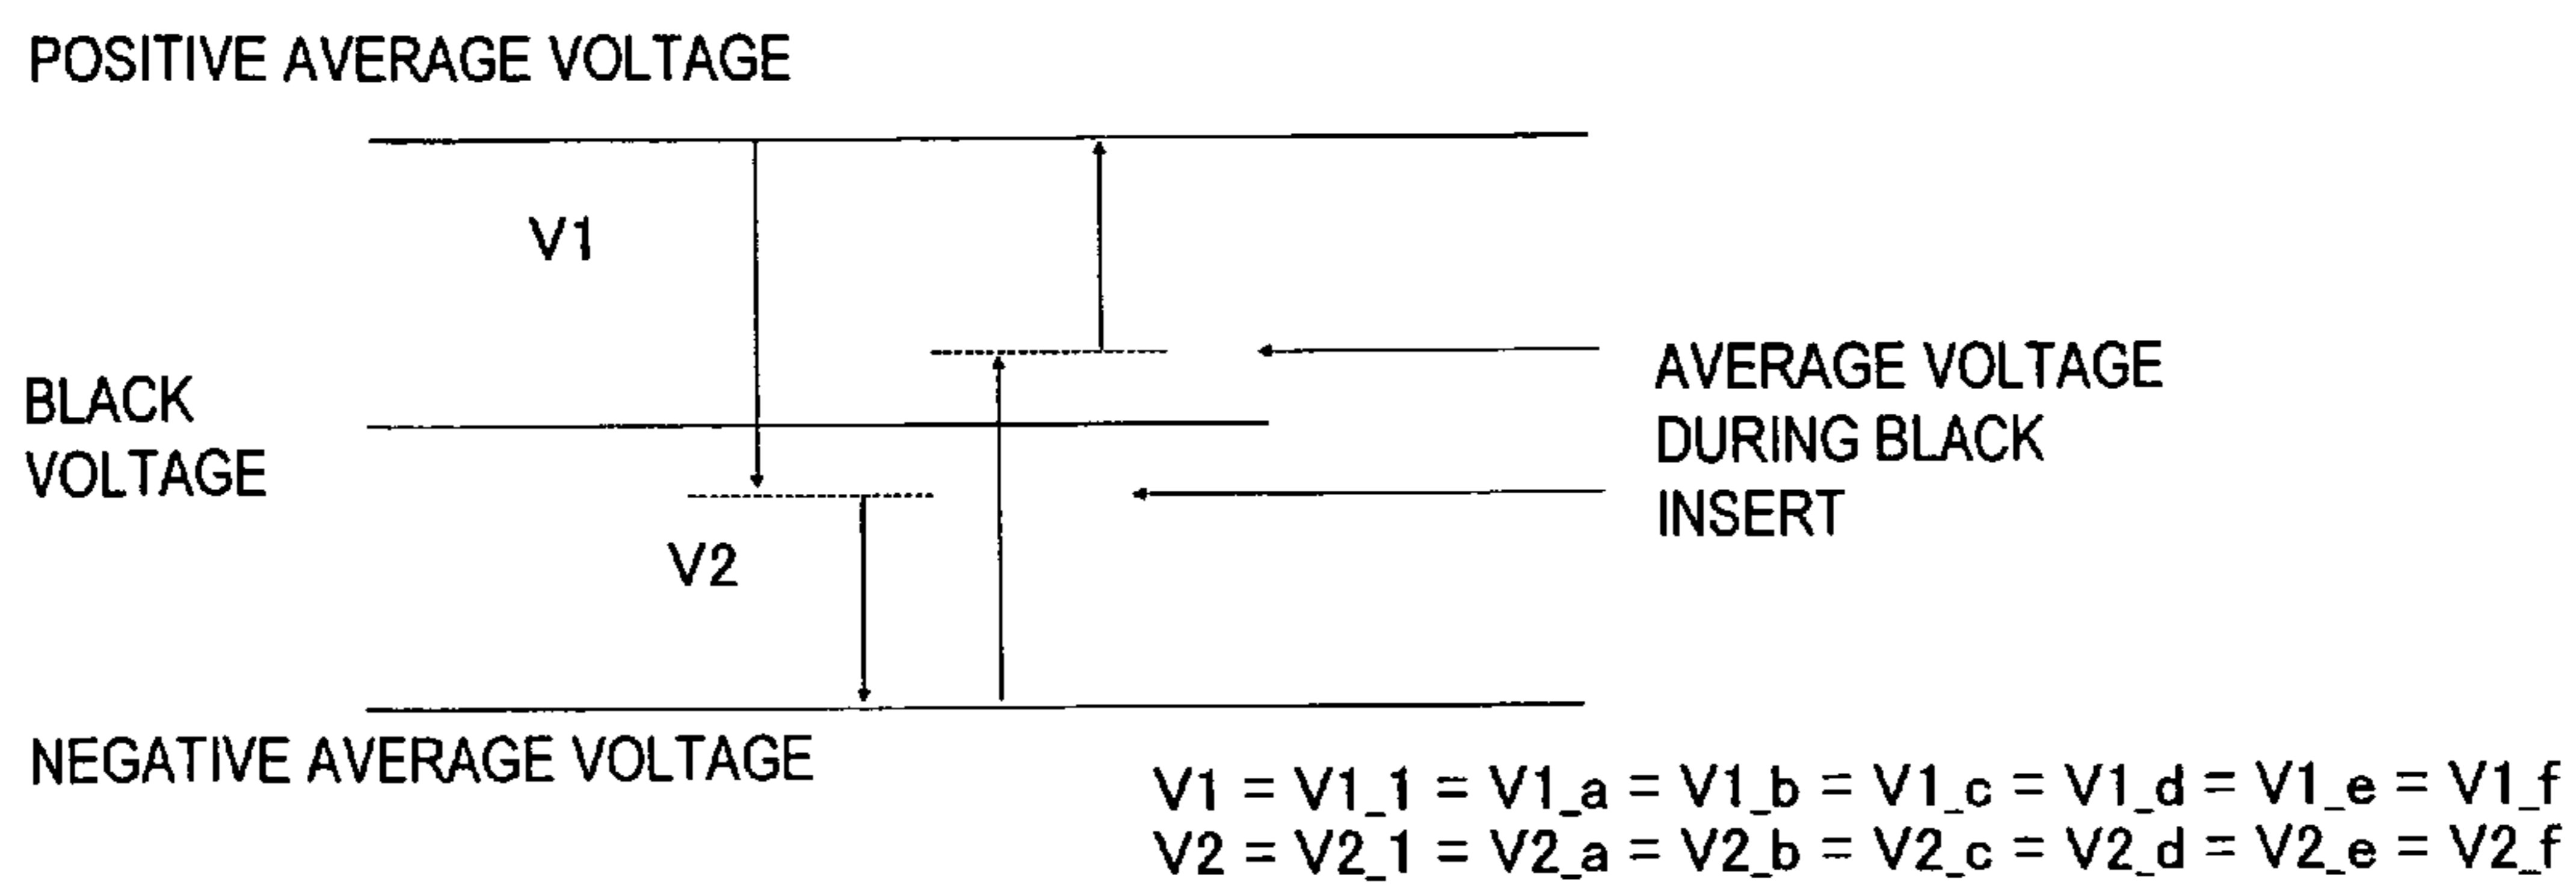 POSITIVE AVERAGE VOLTAGE
V1
BLACK
VOLTAGE
AVERAGE VOLTAGE
DURING BLACK
INSERT
V2
NEGATIVE AVERAGE VOLTAGE
V1 = V1_1 = V1_a = V1_b = V1_c = V1_d = V1_e = V1_f
V2 = V2_1 = V2_a = V2_b = V2_c = V2_d = V2_e = V2_f